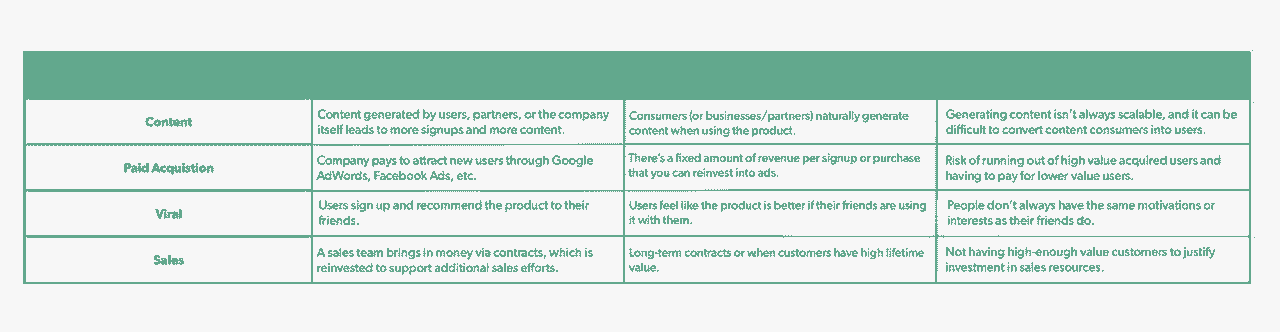 Content
Content generated by users, partners, or the company
itself leads to more signups and more content.
Consumers (or businesses/partners) naturally generate
content when using the product.
Generating content isn't always scalable, and it can be
difficult to convert content consumers into users.
Paid Acquistion
Company pays to attract new users through Google
AdWords, Facebook Ads, etc.
There's a fixed amount of revenue per signup or purchase
that you can reinvest into ads.
Risk of running out of high value acquired users and
having to pay for lower value users.
Viral
Users sign up and recommend the product to their
friends.
Users feel like the product is better if their friends are using
it with them.
People don't always have the same motivations or
interests as their friends do.
Sales
A sales team brings in money via contracts, which is
reinvested to support additional sales efforts.
Long-term contracts or when customers have high lifetime
value.
Not having high-enough value customers to justify
investment in sales resources.